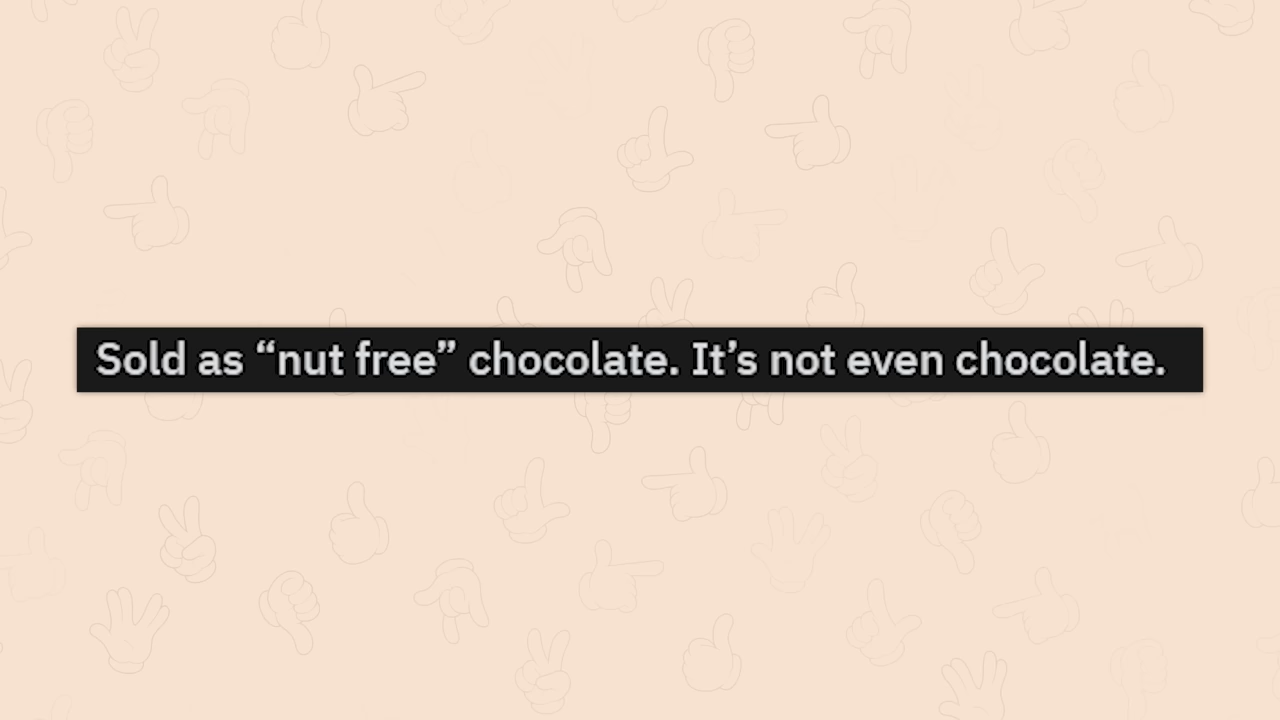 Sold as “nut free” chocolate. It’s not even chocolate.